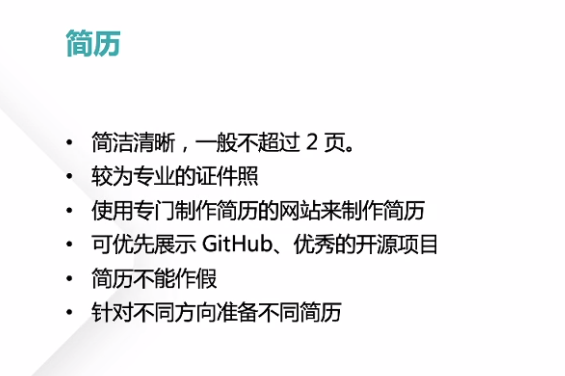 简历
• 简洁清晰，一般不超过 2 页。
• 较为专业的证件照
• 使用专门制作简历的网站来制作简历
• 可优先展示 GitHub、优秀的开源项目
• 简历不能作假
• 针对不同方向准备不同简历